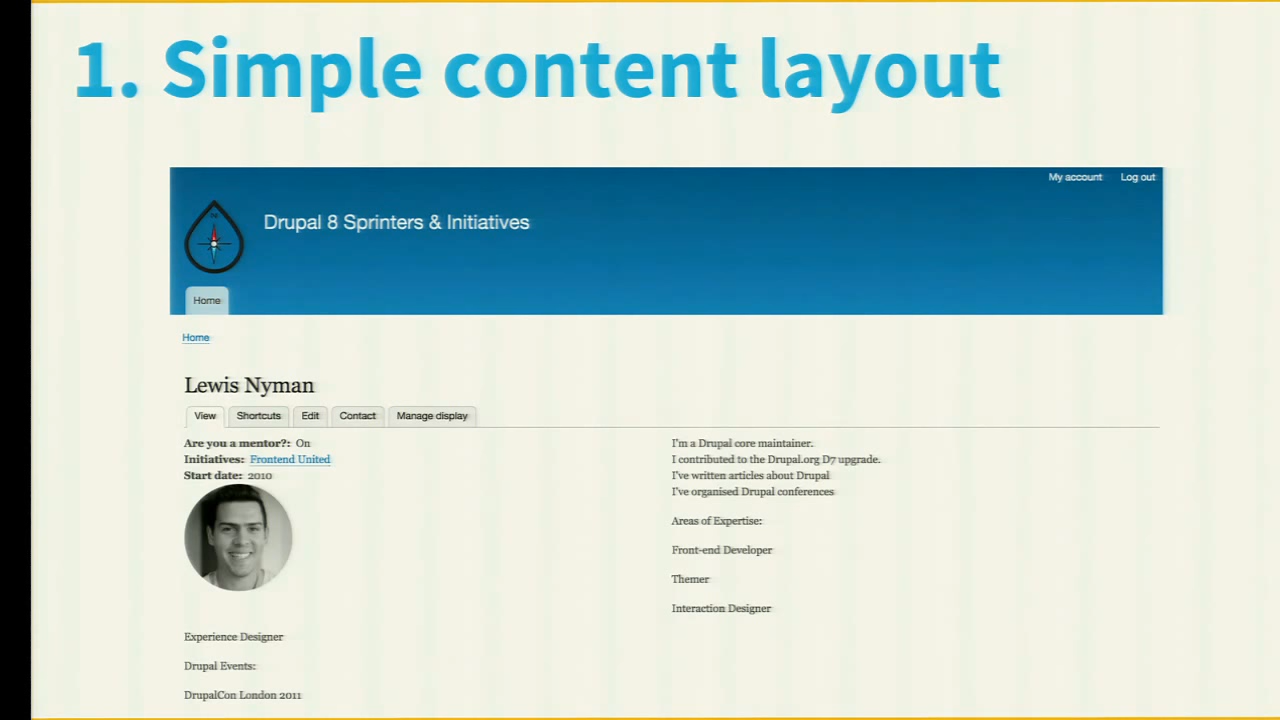 1. Simple content layout
My account Log out
Drupal 8 Sprinters & Initiatives
Home
Home
Lewis Nyman
View Shortcuts Edit Contact Manage display
Are you a mentor?: On
Initiatives: Frontend United
Start date: 2010
I'm a Drupal core maintainer.
I contributed to the Drupal.org D7 upgrade.
I've written articles about Drupal
I've organised Drupal conferences
Areas of Expertise:
Front-end Developer
Themer
Interaction Designer
Experience Designer
Drupal Events:
DrupalCon London 2011